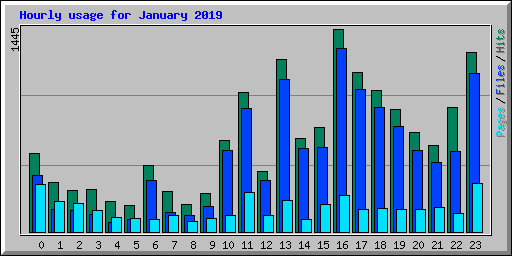 Hourly usage for January 2019
1445
Pages / Files / Hits
0 1 2 3 4 5 6 7 8 9 10 11 12 13 14 15 16 17 18 19 20 21 22 23